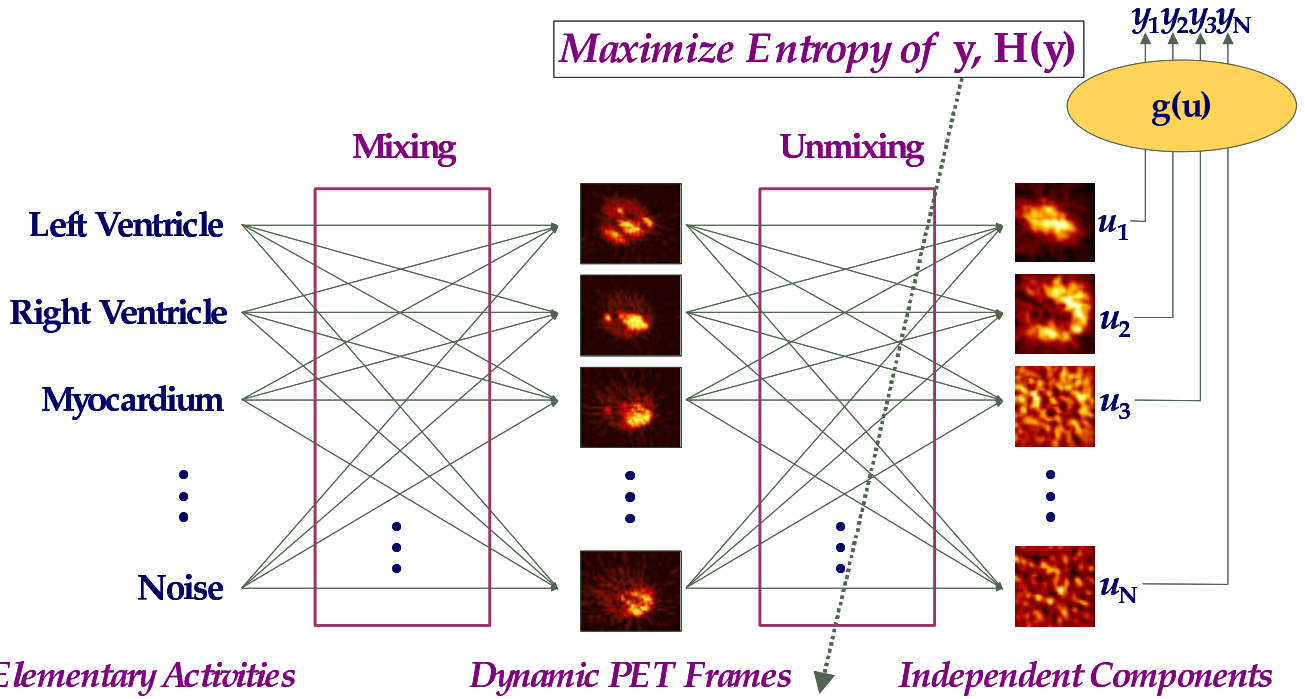 y1y2y3yN
Maximize Entropy of y, H(y)
g(u)
Mixing
Unmixing
Left Ventricle
u1
Right Ventricle
u2
Myocardium
u3
Noise
uN
Elementary Activities
Dynamic PET Frames
Independent Components